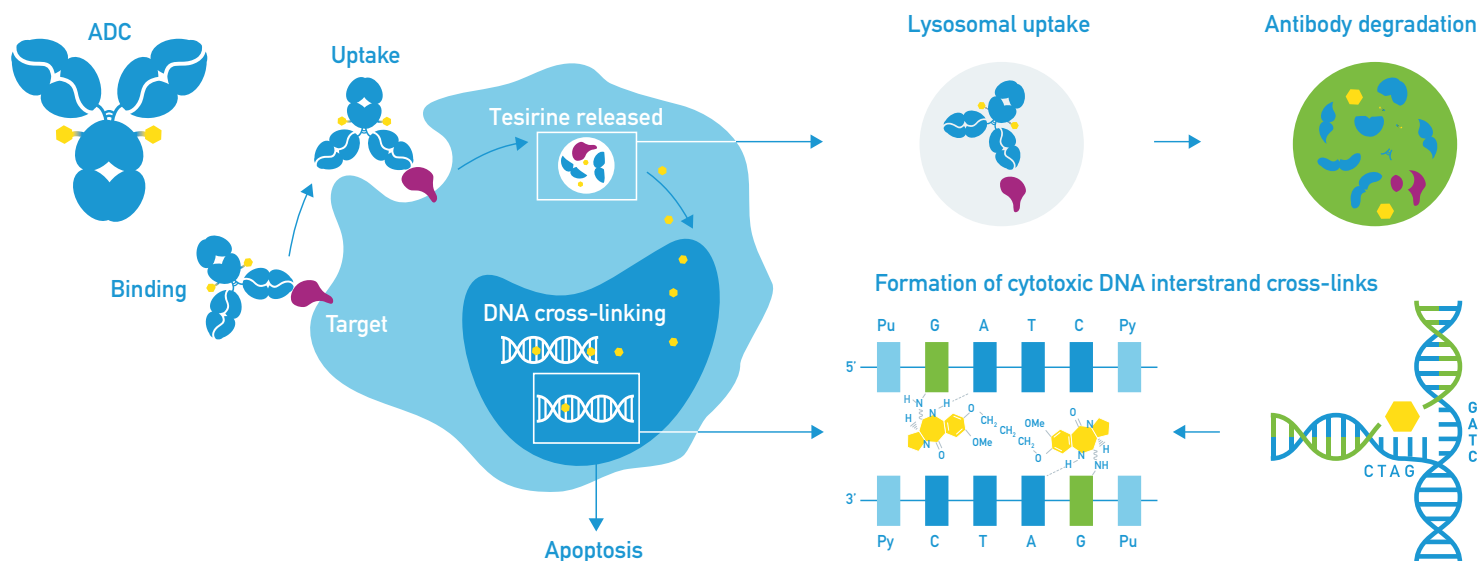 ADC
Uptake
Binding
Target
Tesirine released
DNA cross-linking
Apoptosis
Lysosomal uptake
Antibody degradation
Formation of cytotoxic DNA interstrand cross-links
Pu G A T C Py
5'
H
N
N
H
H
N
O
O
OMe
CH2
CH2
CH2
O
OMe
O
N
H
N
H
NH
3'
Py C T A G Pu
C T A G
G
A
T
C